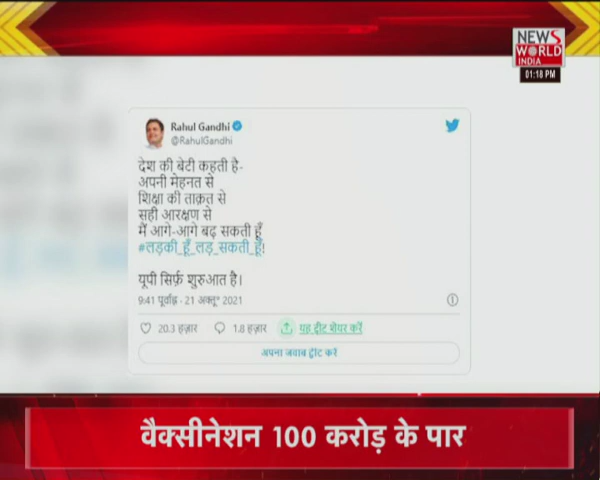 NEWS
WORLD
INDIA
01:18 PM
Rahul Gandhi
@RahulGandhi
देश की बेटी कहती है-
अपनी मेहनत से
शिक्षा की ताक़त से
सही आरक्षण से
मैं आगे-आगे बढ़ सकती हूँ
#लड़की_हूँ_लड़_सकती_हूँ!
यूपी सिर्फ़ शुरुआत है।
9:41 पूर्वाह्न · 21 अक्तू॰ 2021
20.3 हज़ार 1.8 हज़ार यह ट्वीट शेयर करें
अपना जवाब ट्वीट करें
वैक्सीनेशन 100 करोड़ के पार